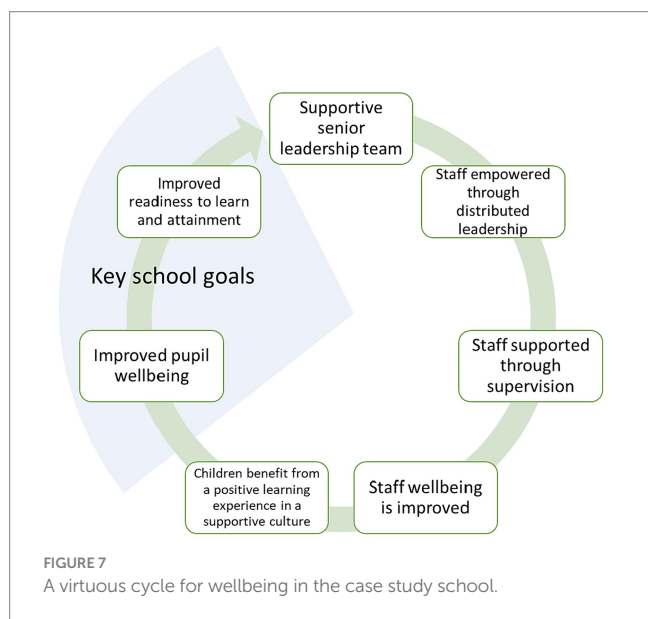 Supportive
senior
leadership team
Staff empowered
through
distributed
leadership
Staff supported
through
supervision
Staff wellbeing
is improved
Children benefit from
a positive learning
experience in a
supportive culture
Improved pupil
wellbeing
Key school goals
Improved
readiness to learn
and attainment
FIGURE 7
A virtuous cycle for wellbeing in the case study school.